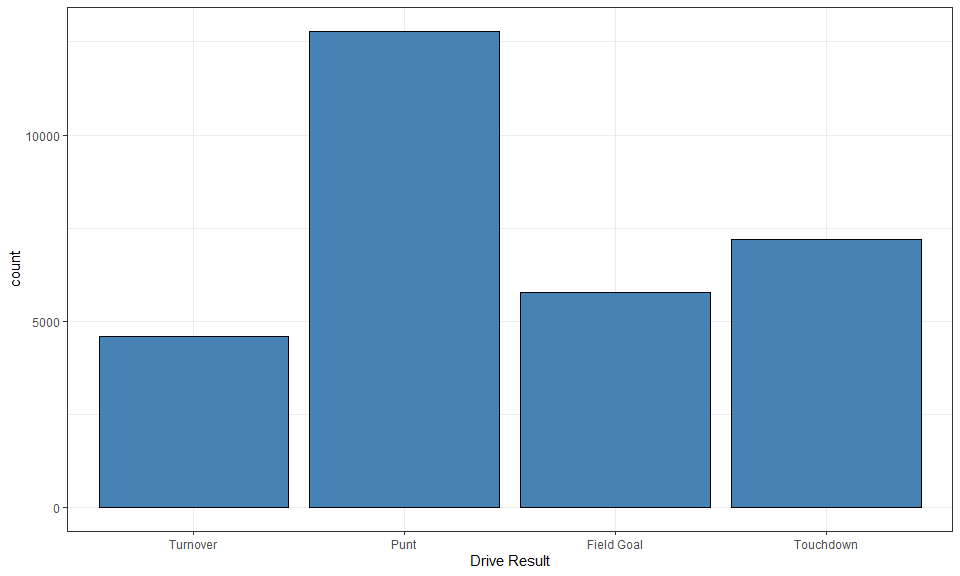 count
10000
5000
0
Turnover
Punt
Field Goal
Touchdown
Drive Result